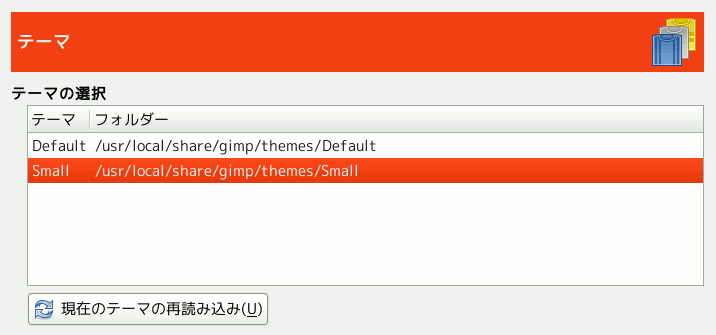 テーマ
テーマの選択
テーマ フォルダー
Default /usr/local/share/gimp/themes/Default
Small /usr/local/share/gimp/themes/Small
現在のテーマの再読み込み(U)